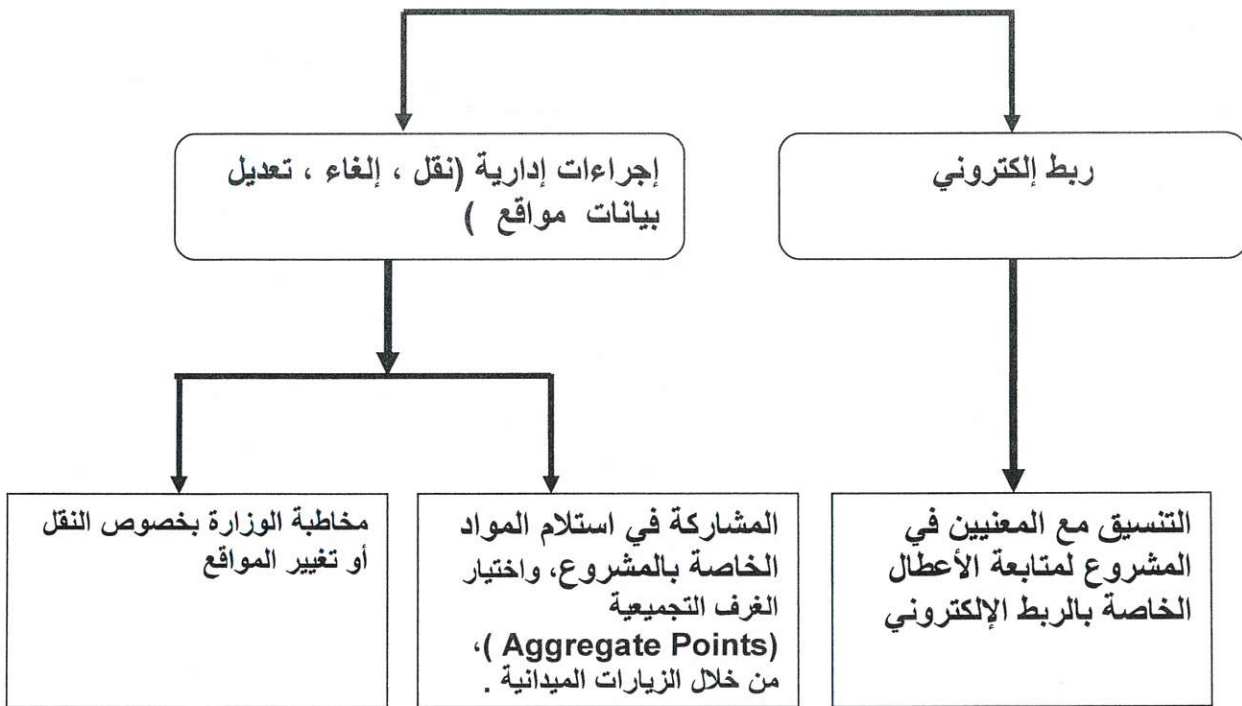 ربط إلكتروني
إجراءات إدارية (نقل ، إلغاء ، تعديل
بيانات مواقع )
التنسيق مع المعنيين في
المشروع لمتابعة الأعطال
الخاصة بالربط الإلكتروني
المشاركة في استلام المواد
الخاصة بالمشروع، واختيار
الغرف التجميعية
(Aggregate Points )،
من خلال الزيارات الميدانية .
مخاطبة الوزارة بخصوص النقل
أو تغيير المواقع